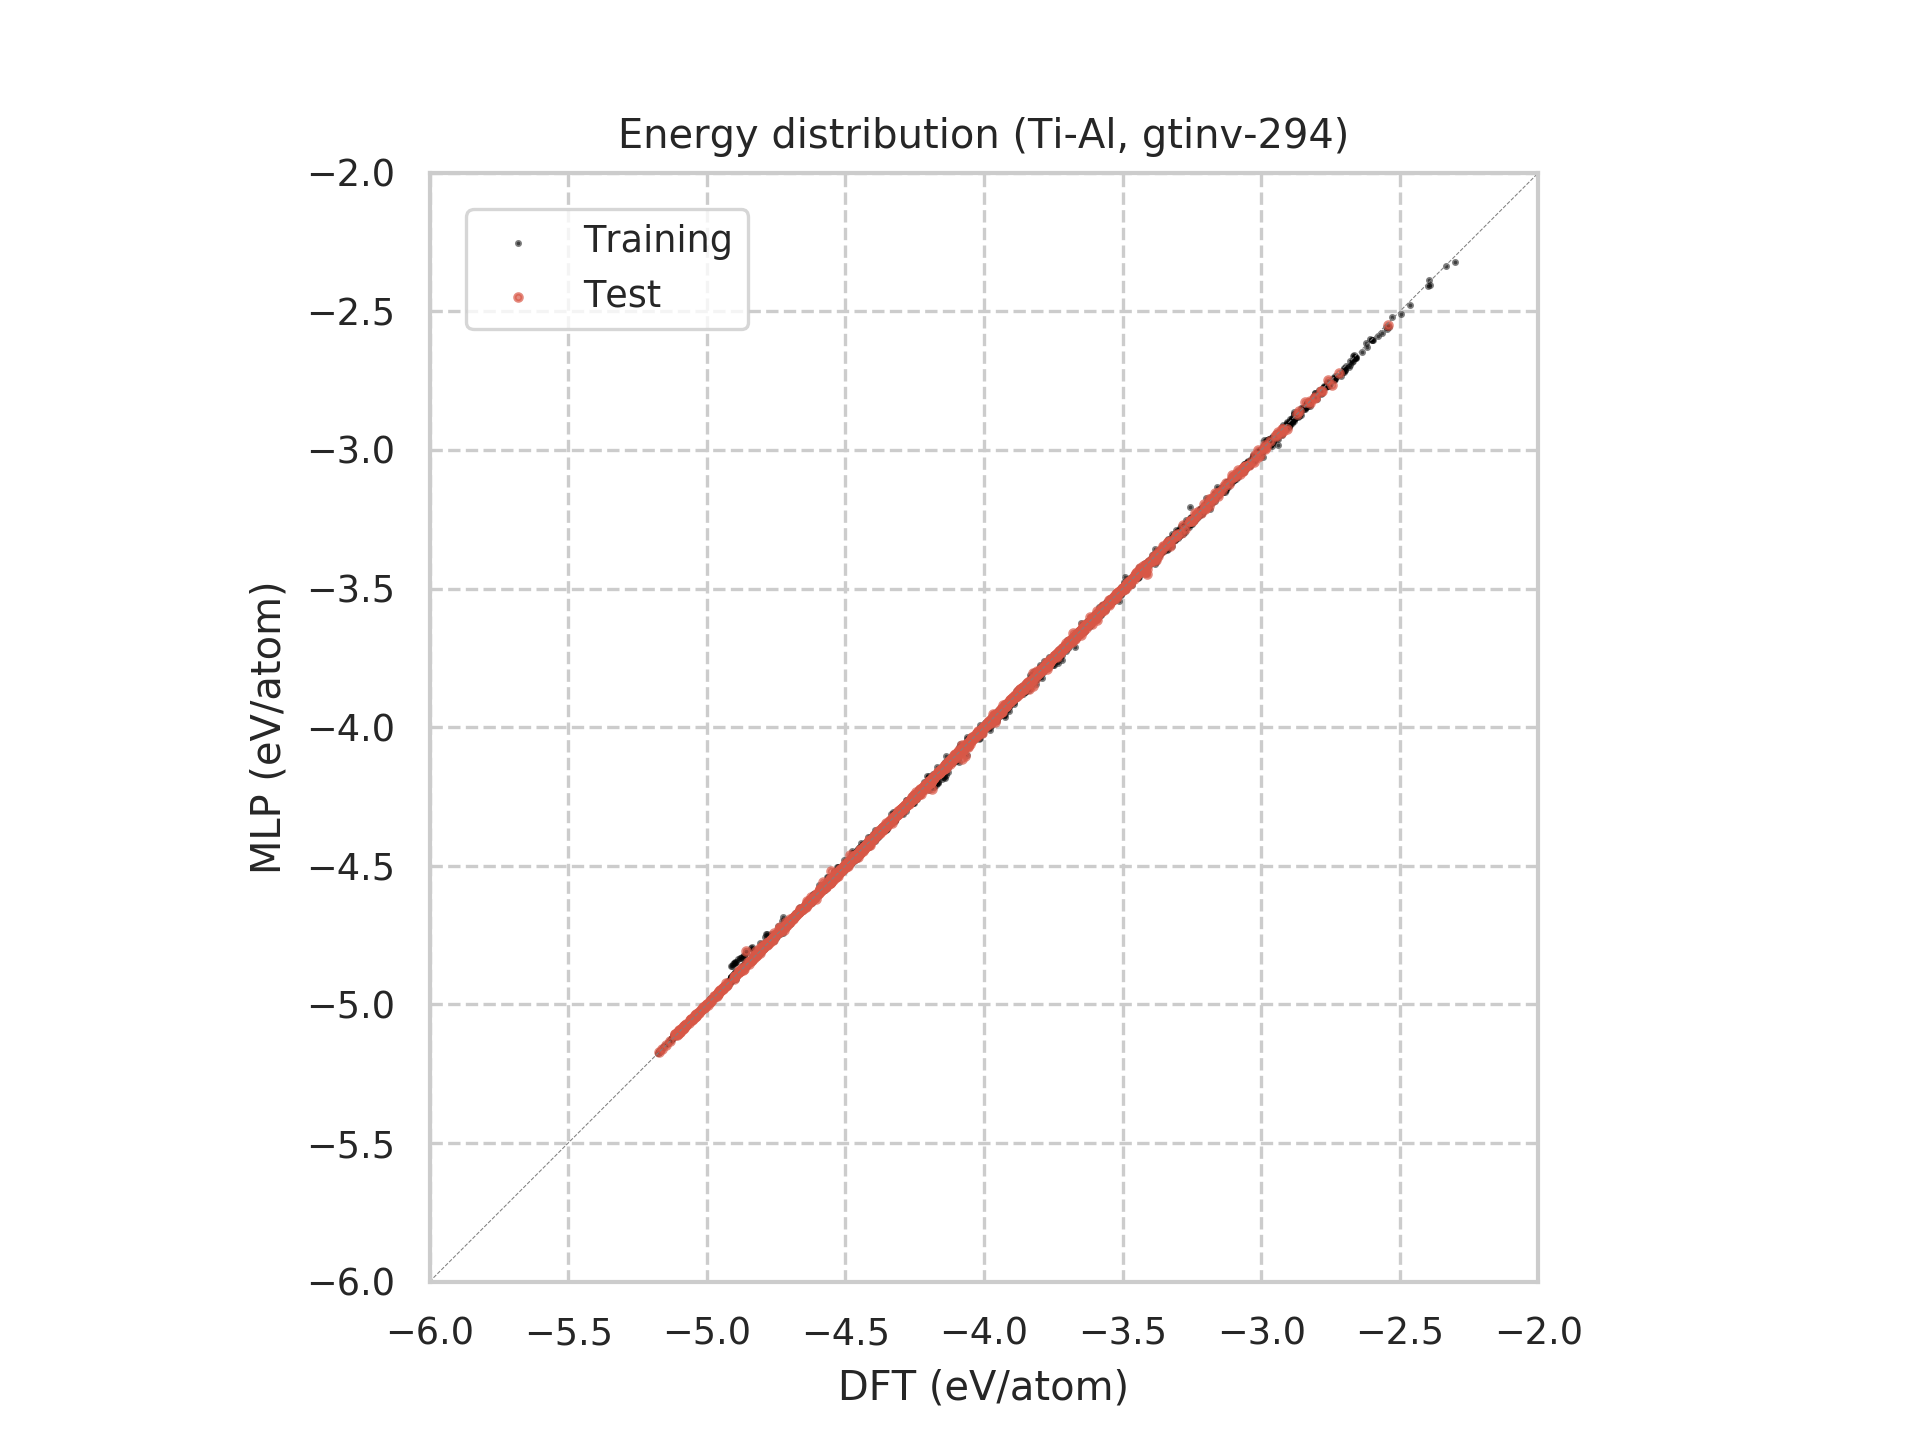 Energy distribution (Ti-Al, gtinv-294)
−2.0
−2.5
−3.0
−3.5
−4.0
−4.5
−5.0
−5.5
−6.0
MLP (eV/atom)
Training
Test
−6.0 −5.5 −5.0 −4.5 −4.0 −3.5 −3.0 −2.5 −2.0
DFT (eV/atom)